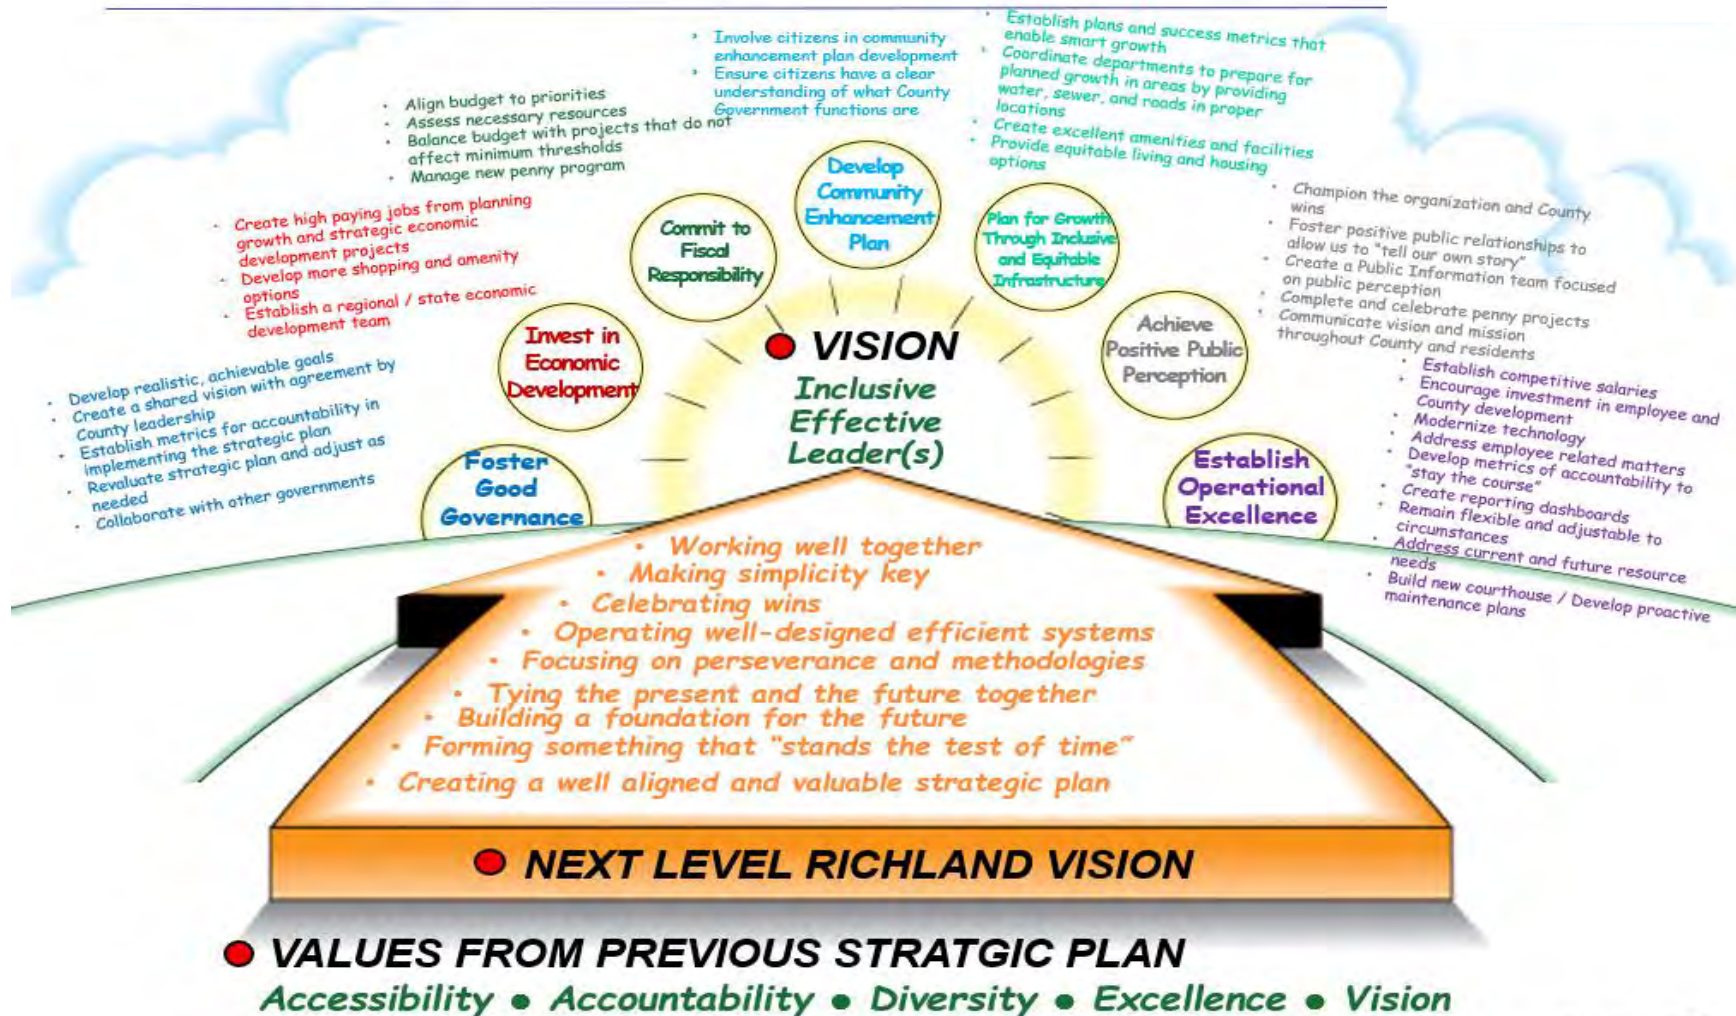 • Involve citizens in community
enhancement plan development
• Ensure citizens have a clear
understanding of what County
Government functions are
• Establish plans and success metrics that
enable smart growth
• Coordinate departments to prepare for
planned growth in areas by providing
water, sewer, and roads in proper
locations
• Create excellent amenities and facilities
• Provide equitable living and housing
options
• Align budget to priorities
• Assess necessary resources
• Balance budget with projects that do not
affect minimum thresholds
• Manage new penny program
• Create high paying jobs from planning
growth and strategic economic
development projects
• Develop more shopping and amenity
options
• Establish a regional / state economic
development team
• Champion the organization and County
wins
• Foster positive public relationships to
allow us to "tell our own story"
• Create a Public Information team focused
on public perception
• Complete and celebrate penny projects
• Communicate vision and mission
throughout County and residents
• Develop realistic, achievable goals
• Create a shared vision with agreement by
County leadership
• Establish metrics for accountability in
implementing the strategic plan
• Revaluate strategic plan and adjust as
needed
• Collaborate with other governments
• Establish competitive salaries
• Encourage investment in employee and
County development
• Modernize technology
• Address employee related matters
• Develop metrics of accountability to
"stay the course"
• Create reporting dashboards
• Remain flexible and adjustable to
circumstances
• Address current and future resource
needs
• Build new courthouse / Develop proactive
maintenance plans
Foster
Good
Governance
Invest in
Economic
Development
Commit to
Fiscal
Responsibility
Develop
Community
Enhancement
Plan
Plan for Growth
Through Inclusive
and Equitable
Infrastructure
Achieve
Positive Public
Perception
Establish
Operational
Excellence
VISION
Inclusive
Effective
Leader(s)
• Working well together
• Making simplicity key
• Celebrating wins
• Operating well-designed efficient systems
• Focusing on perseverance and methodologies
• Tying the present and the future together
• Building a foundation for the future
• Forming something that "stands the test of time"
• Creating a well aligned and valuable strategic plan
NEXT LEVEL RICHLAND VISION
VALUES FROM PREVIOUS STRATGIC PLAN
Accessibility • Accountability • Diversity • Excellence • Vision